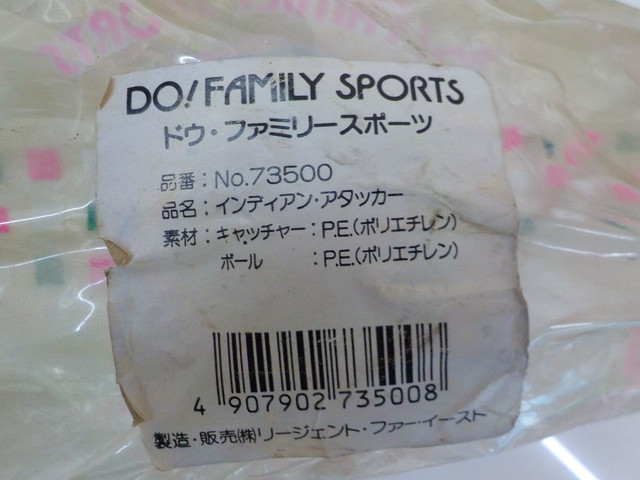 DO! FAMILY SPORTS
ドゥ・ファミリースポーツ
品番：No.73500
品名：インディアン・アタッカー
素材：キャッチャー：P.E.(ポリエチレン)
ボール：P.E.(ポリエチレン)
4 907902 735008
製造・販売(株)リージェント・ファー・イースト